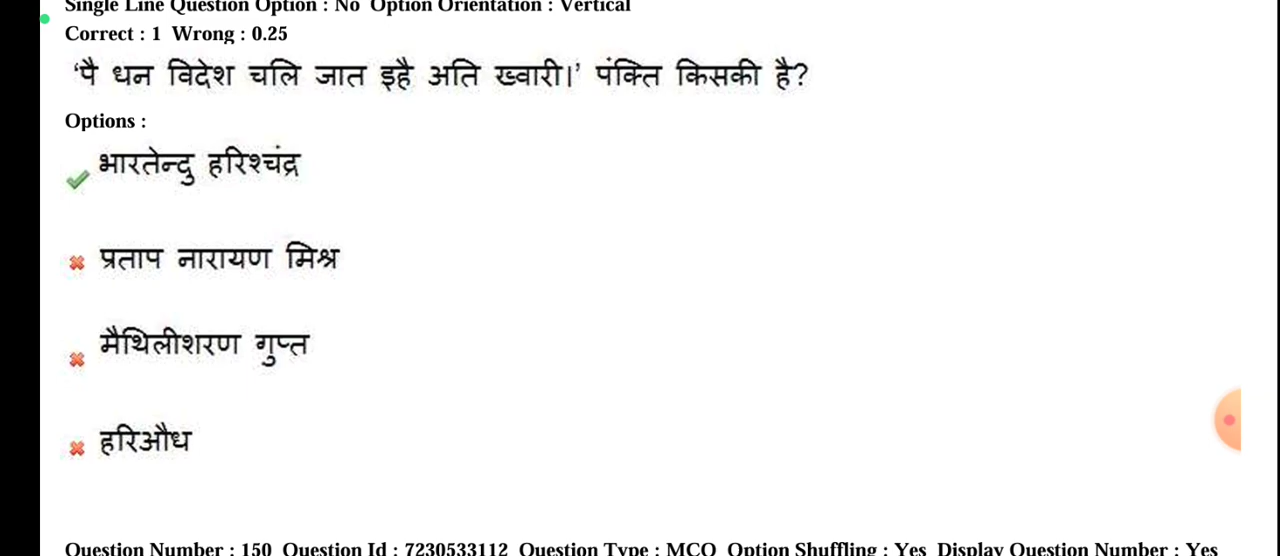 Single Line Question Option : No Option Orientation : Vertical
Correct : 1 Wrong : 0.25
‘पै धन विदेश चलि जात इहै अति ख्वारी।’ पंक्ति किसकी है?
Options :
भारतेन्दु हरिश्चंद्र
प्रताप नारायण मिश्र
मैथिलीशरण गुप्त
हरिऔध
Question Number : 150 Question Id : 7230533112 Question Type : MCQ Option Shuffling : Yes Display Question Number : Yes